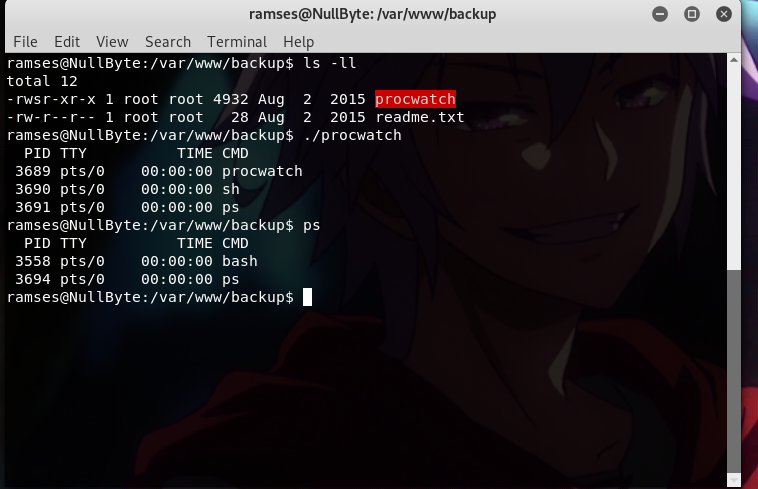 ramses@NullByte: /var/www/backup
File Edit View Search Terminal Help
ramses@NullByte:/var/www/backup$ ls -ll
total 12
-rwsr-xr-x 1 root root 4932 Aug  2  2015 procwatch
-rw-r--r-- 1 root root   28 Aug  2  2015 readme.txt
ramses@NullByte:/var/www/backup$ ./procwatch
  PID TTY          TIME CMD
 3689 pts/0    00:00:00 procwatch
 3690 pts/0    00:00:00 sh
 3691 pts/0    00:00:00 ps
ramses@NullByte:/var/www/backup$ ps
  PID TTY          TIME CMD
 3558 pts/0    00:00:00 bash
 3694 pts/0    00:00:00 ps
ramses@NullByte:/var/www/backup$